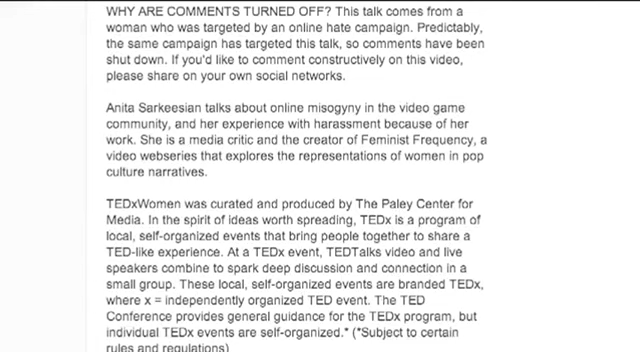 WHY ARE COMMENTS TURNED OFF? This talk comes from a
woman who was targeted by an online hate campaign. Predictably,
the same campaign has targeted this talk, so comments have been
shut down. If you'd like to comment constructively on this video,
please share on your own social networks.
Anita Sarkeesian talks about online misogyny in the video game
community, and her experience with harassment because of her
work. She is a media critic and the creator of Feminist Frequency, a
video webseries that explores the representations of women in pop
culture narratives.
TEDxWomen was curated and produced by The Paley Center for
Media. In the spirit of ideas worth spreading, TEDx is a program of
local, self-organized events that bring people together to share a
TED-like experience. At a TEDx event, TEDTalks video and live
speakers combine to spark deep discussion and connection in a
small group. These local, self-organized events are branded TEDx,
where x = independently organized TED event. The TED
Conference provides general guidance for the TEDx program, but
individual TEDx events are self-organized.* (*Subject to certain
rules and regulations)